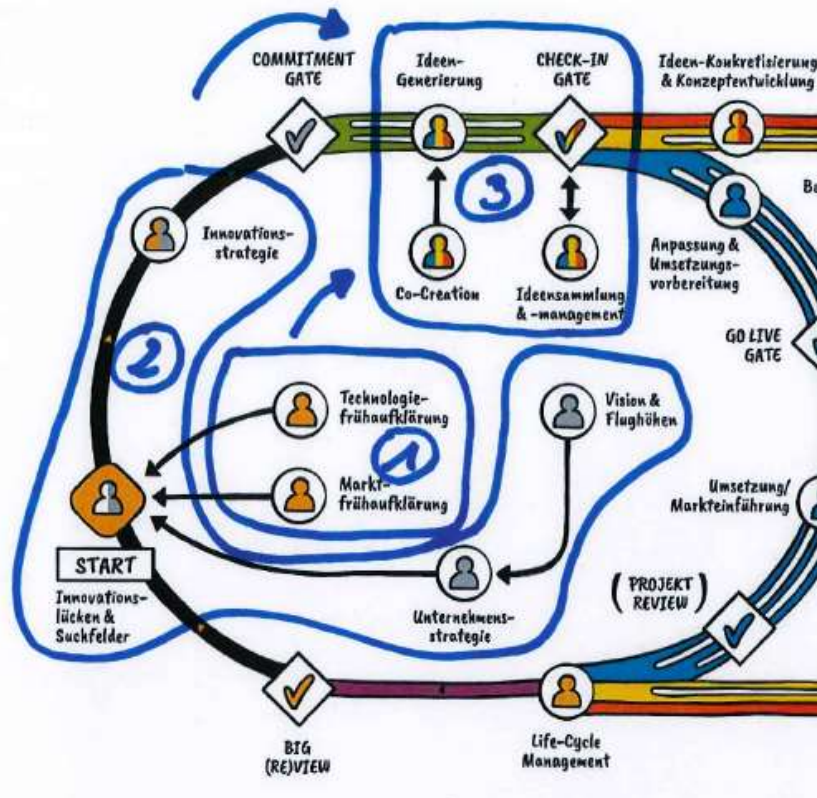 COMMITMENT
GATE
Ideen-
Generierung
CHECK-IN
GATE
Ideen-Konkretisierung
& Konzeptentwicklung
3
Innovations-
strategie
Co-Creation
Ideensammlung
& -management
Anpassung &
Umsetzungs-
vorbereitung
GO LIVE
GATE
2
Technologie-
frühaufklärung
1
Markt-
frühaufklärung
Vision &
Flughöhen
Umsetzung/
Markteinführung
START
Innovations-
lücken &
Suchfelder
Unternehmens-
strategie
(PROJEKT
REVIEW)
BIG
(RE)VIEW
Life-Cycle
Management